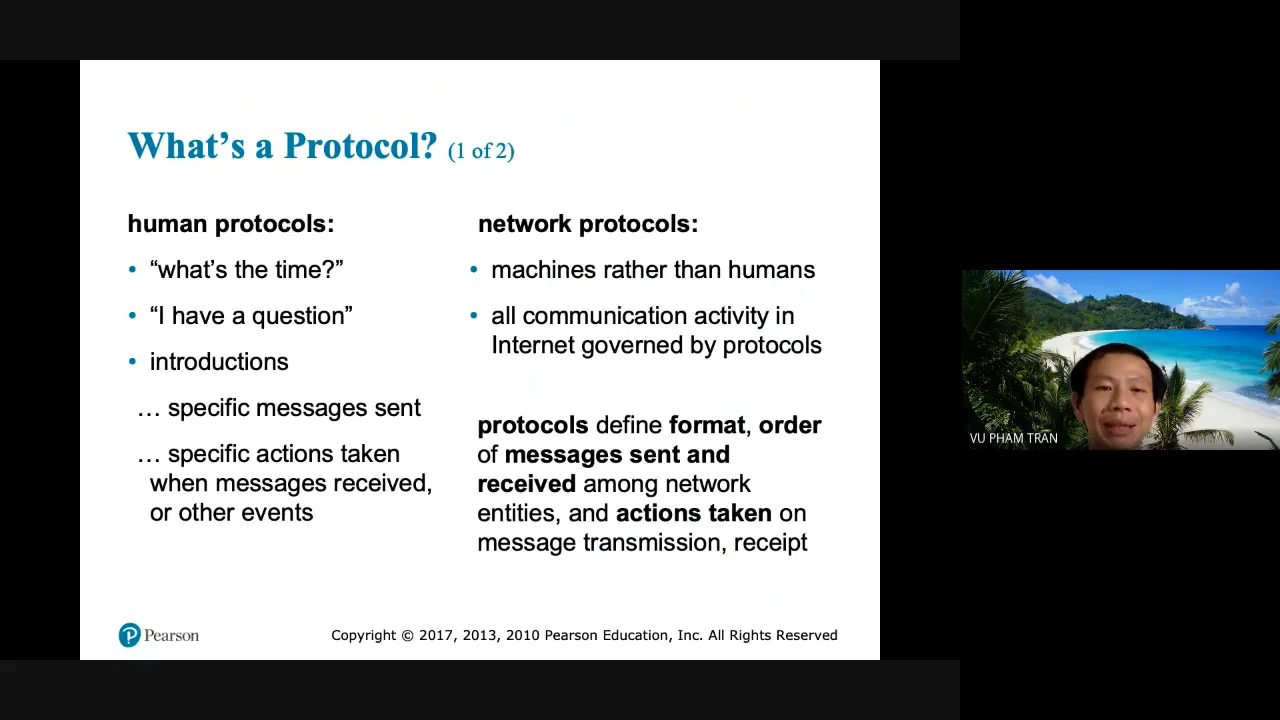 What's a Protocol? (1 of 2)
human protocols:
• “what's the time?”
• “I have a question”
• introductions
… specific messages sent
… specific actions taken
when messages received,
or other events
network protocols:
• machines rather than humans
• all communication activity in
Internet governed by protocols
protocols define format, order
of messages sent and
received among network
entities, and actions taken on
message transmission, receipt
Pearson
Copyright © 2017, 2013, 2010 Pearson Education, Inc. All Rights Reserved
VU PHAM TRAN